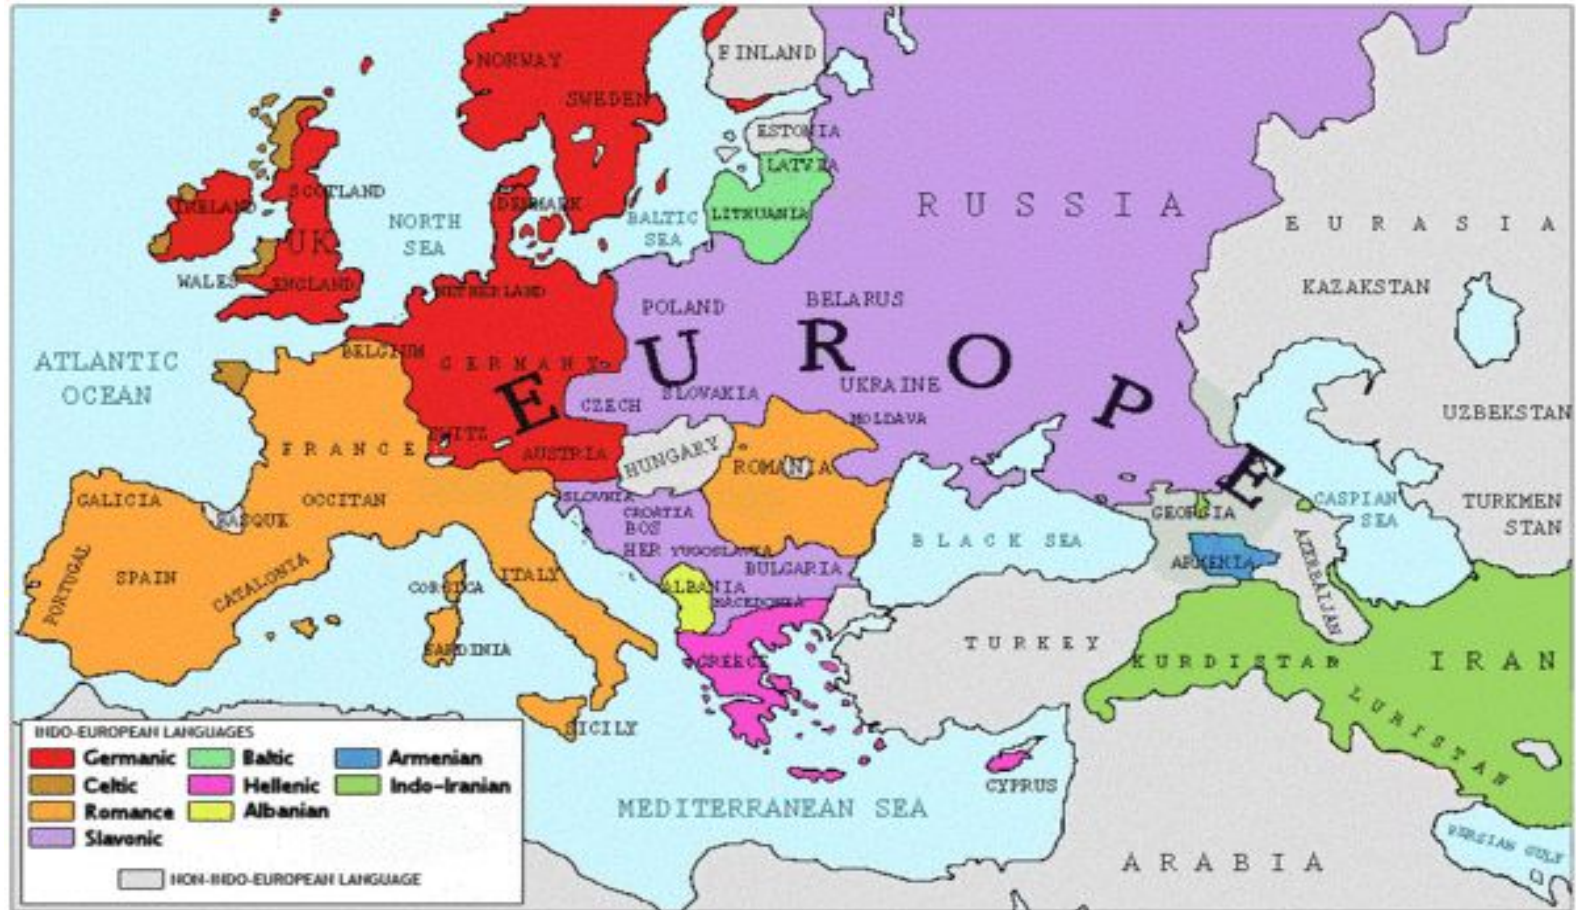 NORWAY
FINLAND
SWEDEN
ESTONIA
LATVIA
SCOTLAND
IRELAND
DENMARK
LITHUANIA
RUSSIA
NORTH
SEA
BALTIC
SEA
EURASIA
UK
WALES
ENGLAND
NETHERLAND
POLAND
BELARUS
KAZAKSTAN
EUROPE
ATLANTIC
OCEAN
BELGIUM
GERMANY
SLOVAKIA
UKRAINE
CZECH
MOLDAVA
UZBEKSTAN
SWITZ
FRANCE
AUSTRIA
HUNGARY
ROMANIA
GALICIA
OCCITAN
BASQUE
SLOVNIA
CROATIA
BOS
HER
YUGOSLAVIA
GEORGIA
CASPIAN
SEA
TURKMEN
STAN
BLACK SEA
PORTUGAL
SPAIN
CATALONIA
CORSICA
ITALY
ALBANIA
BULGARIA
MACEDONIA
ARMENIA
AZERBAIJAN
SARDINIA
GREECE
TURKEY
KURDISTAN
IRAN
LURISTAN
SICILY
CYPRUS
MEDITERRANEAN SEA
ARABIA
PERSIAN GULF
INDO-EUROPEAN LANGUAGES
Germanic
Baltic
Armenian
Celtic
Hellenic
Indo-Iranian
Romance
Albanian
Slavonic
NON-INDO-EUROPEAN LANGUAGE